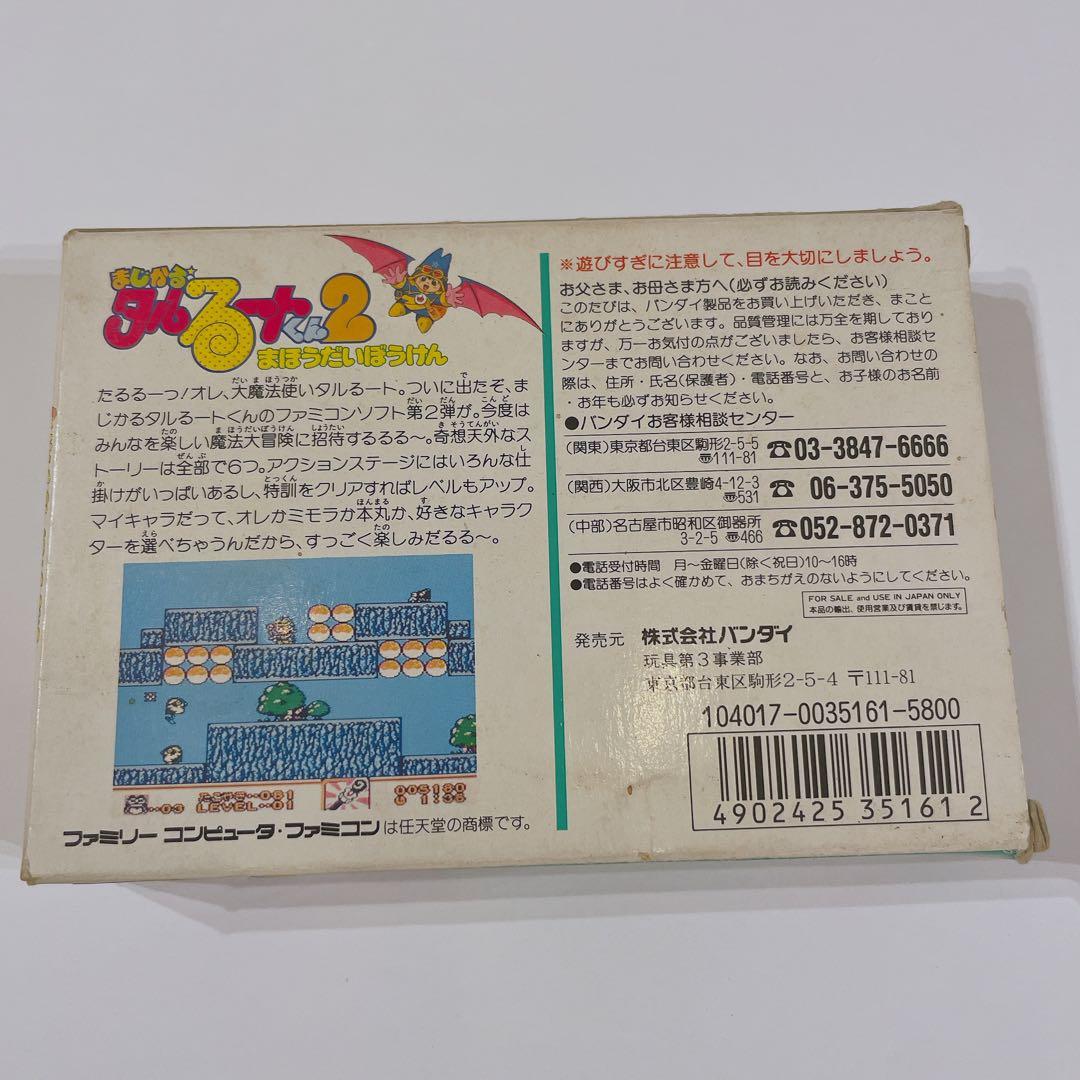 まじかる☆
タルるートくん2
まほうだいぼうけん
たるるーっ!オレ、大魔法使いタルるート。ついに出たぞ、ま
じかるタルるートくんのファミコンソフト第2弾が。今度は
みんなを楽しい魔法大冒険に招待するるる〜。奇想天外なス
トーリーは全部で6つ。アクションステージにはいろんな仕
掛けがいっぱいあるし、特訓をクリアすればレベルもアップ。
マイキャラだって、オレかミモラか本丸か、好きなキャラク
ターを選べちゃうんだから、すっごく楽しみだるる〜。
たこやき‥061
005180
‥03 LEVEL‥01
1:36
ファミリー コンピュータ・ファミコンは任天堂の商標です。
※遊びすぎに注意して、目を大切にしましょう。
お父さま、お母さま方へ(必ずお読みください)
このたびは、バンダイ製品をお買い上げいただき、まこと
にありがとうございます。品質管理には万全を期しており
ますが、万一お気付の点がございましたら、お客様相談セ
ンターまでお問い合わせください。なお、お問い合わせの
際は、住所・氏名(保護者)・電話番号と、お子様のお名前
・お年も必ずお知らせください。
●バンダイお客様相談センター
(関東)東京都台東区駒形2-5-5
〠111-81 ☎03-3847-6666
(関西)大阪市北区豊崎4-12-3
〠531 ☎06-375-5050
(中部)名古屋市昭和区御器所
3-2-5 〠466 ☎052-872-0371
●電話受付時間 月〜金曜日(除く祝日)10〜16時
●電話番号はよく確かめて、おまちがえのないようにしてください。
FOR SALE and USE IN JAPAN ONLY
本品の輸出、使用営業及び賃貸を禁じます。
発売元 株式会社バンダイ
玩具第3事業部
東京都台東区駒形2-5-4 〒111-81
104017-0035161-5800
4902425 35161 2